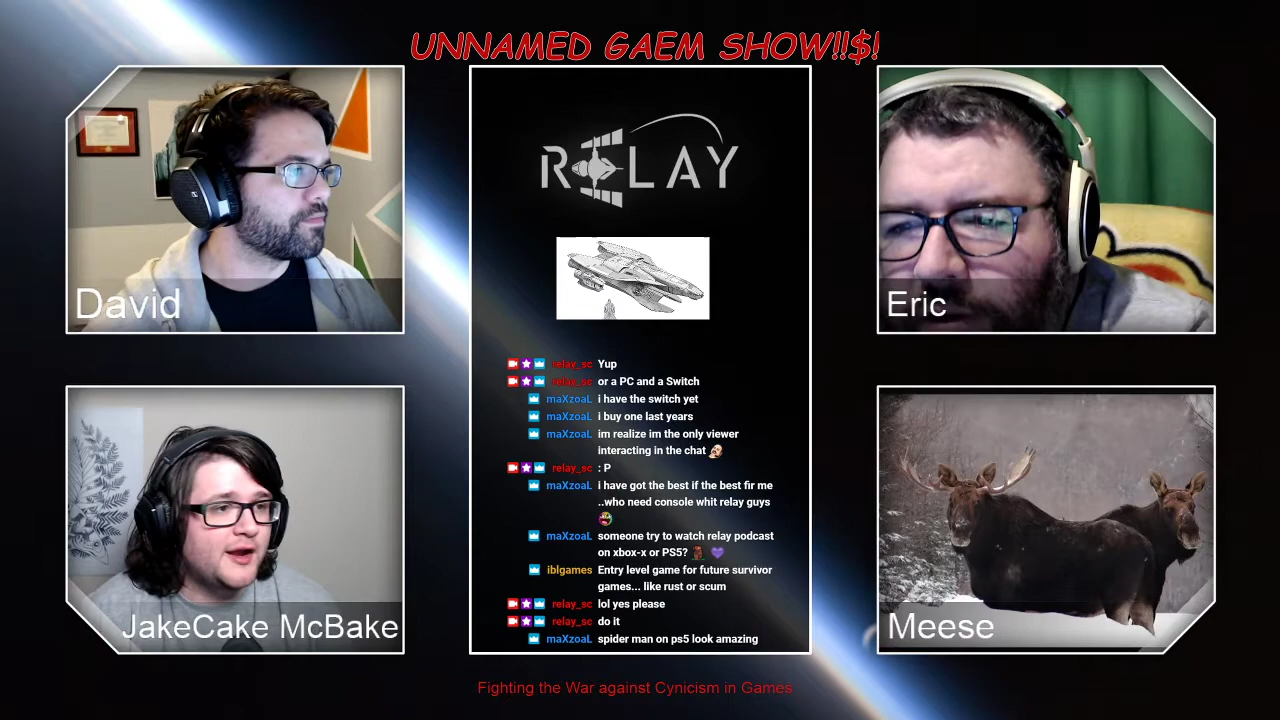 UNNAMED GAEM SHOW!!$!
David
RELAY
Eric
relay_sc Yup
relay_sc or a PC and a Switch
maXzoaL i have the switch yet
maXzoaL i buy one last years
maXzoaL im realize im the only viewer
interacting in the chat
relay_sc : P
maXzoaL i have got the best if the best fir me
..who need console whit relay guys
maXzoaL someone try to watch relay podcast
on xbox-x or PS5?
iblgames Entry level game for future survivor
games... like rust or scum
relay_sc lol yes please
relay_sc do it
maXzoaL spider man on ps5 look amazing
JakeCake McBake
Meese
Fighting the War against Cynicism in Games